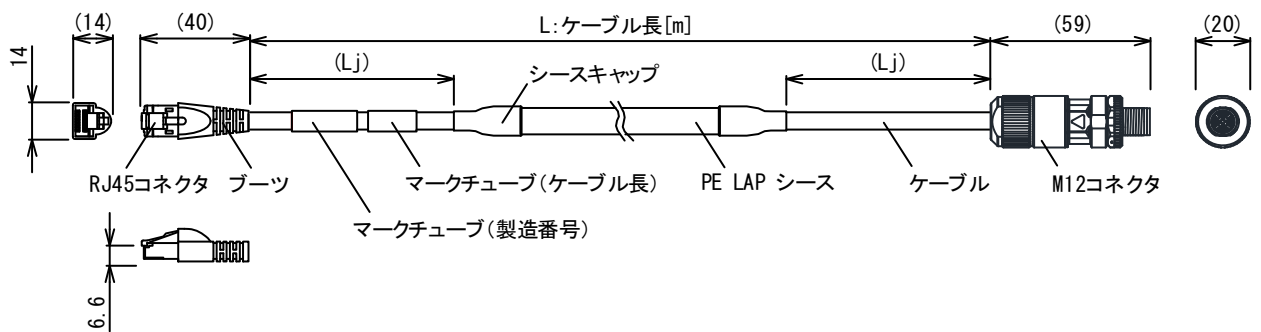 (14)
(40)
L:ケーブル長[m]
(59)
(20)
14
(Lj)
シースキャップ
(Lj)
RJ45コネクタ
ブーツ
マークチューブ(ケーブル長)
PE LAP シース
ケーブル
M12コネクタ
マークチューブ(製造番号)
6.6